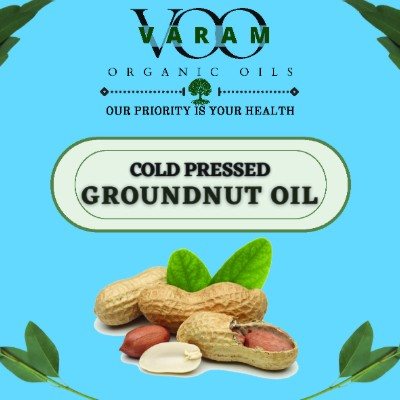 VOO
VARAM
ORGANIC OILS
OUR PRIORITY IS YOUR HEALTH
COLD PRESSED
GROUNDNUT OIL